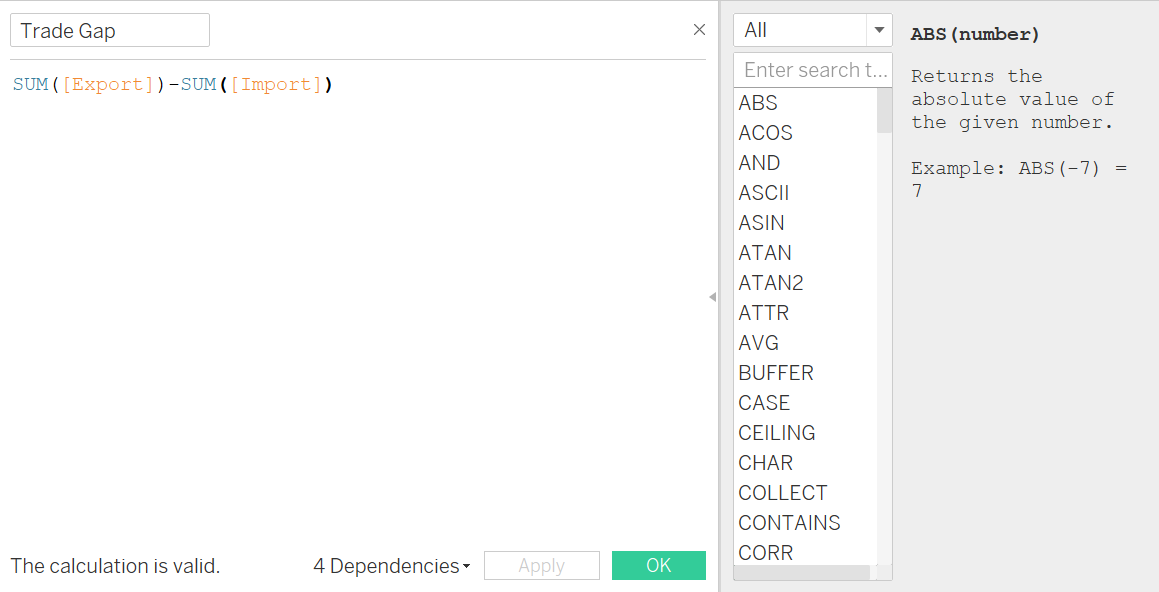 Trade Gap
SUM([Export])-SUM([Import])
The calculation is valid.
4 Dependencies
Apply
OK
All
Enter search t...
ABS
ACOS
AND
ASCII
ASIN
ATAN
ATAN2
ATTR
AVG
BUFFER
CASE
CEILING
CHAR
COLLECT
CONTAINS
CORR
ABS(number)
Returns the
absolute value of
the given number.
Example: ABS(-7) =
7